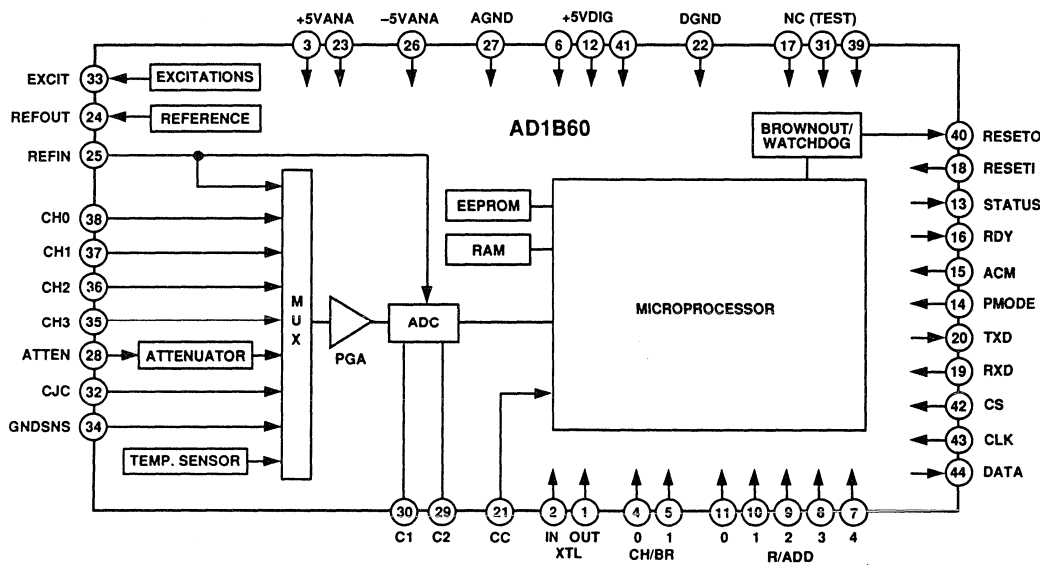 +5VANA –5VANA AGND +5VDIG DGND NC (TEST)
3 23 26 27 6 12 41 22 17 31 39
33 EXCIT EXCITATIONS
24 REFOUT REFERENCE
25 REFIN
AD1B60
BROWNOUT/
WATCHDOG
40 RESETO
18 RESETI
13 STATUS
16 RDY
15 ACM
14 PMODE
20 TXD
19 RXD
42 CS
43 CLK
44 DATA
EEPROM
RAM
MICROPROCESSOR
CH0 38
CH1 37
CH2 36
CH3 35
ATTEN 28 ATTENUATOR
CJC 32
GNDSNS 34
TEMP. SENSOR
M
U
X
PGA
ADC
30 29 21 2 1 4 5 11 10 9 8 7
C1 C2 CC IN OUT 0 1 0 1 2 3 4
XTL CH/BR R/ADD